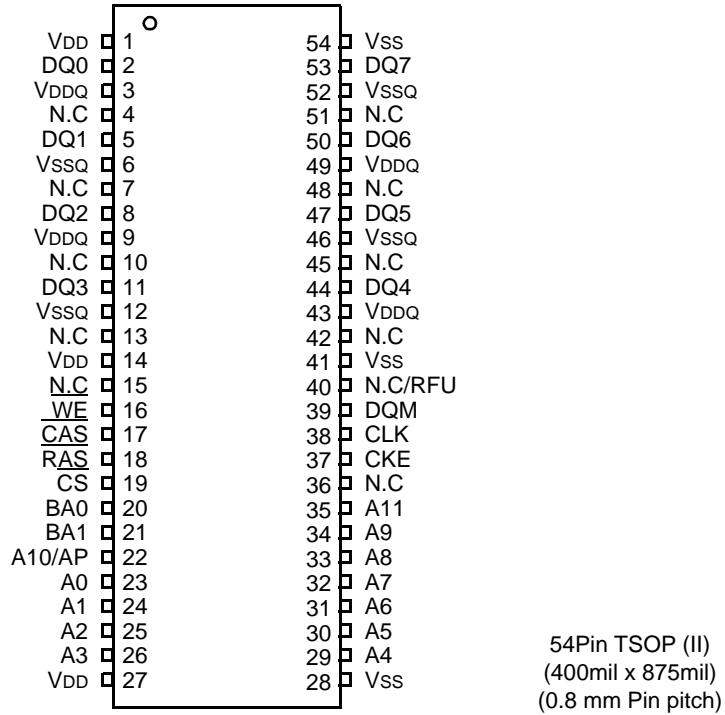 VDD 1 54 VSS
DQ0 2 53 DQ7
VDDQ 3 52 VSSQ
N.C 4 51 N.C
DQ1 5 50 DQ6
VSSQ 6 49 VDDQ
N.C 7 48 N.C
DQ2 8 47 DQ5
VDDQ 9 46 VSSQ
N.C 10 45 N.C
DQ3 11 44 DQ4
VSSQ 12 43 VDDQ
N.C 13 42 N.C
VDD 14 41 VSS
N.C 15 40 N.C/RFU
WE 16 39 DQM
CAS 17 38 CLK
RAS 18 37 CKE
CS 19 36 N.C
BA0 20 35 A11
BA1 21 34 A9
A10/AP 22 33 A8
A0 23 32 A7
A1 24 31 A6
A2 25 30 A5
A3 26 29 A4
VDD 27 28 VSS
54Pin TSOP (II)
(400mil x 875mil)
(0.8 mm Pin pitch)